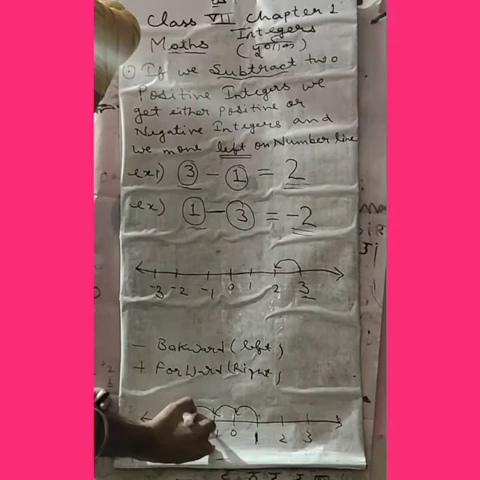 Class VII Chapter 1
Maths Integers
(पूर्णांक)
If we Subtract two
Positive Integers we
get either Positive or
Negative Integers and
we move left on Number line
ex1) 3 - 1 = 2
ex) 1 - 3 = -2
-3 -2 -1 0 1 2 3
- Bakward (left)
+ Forward (Right)
0 1 2 3